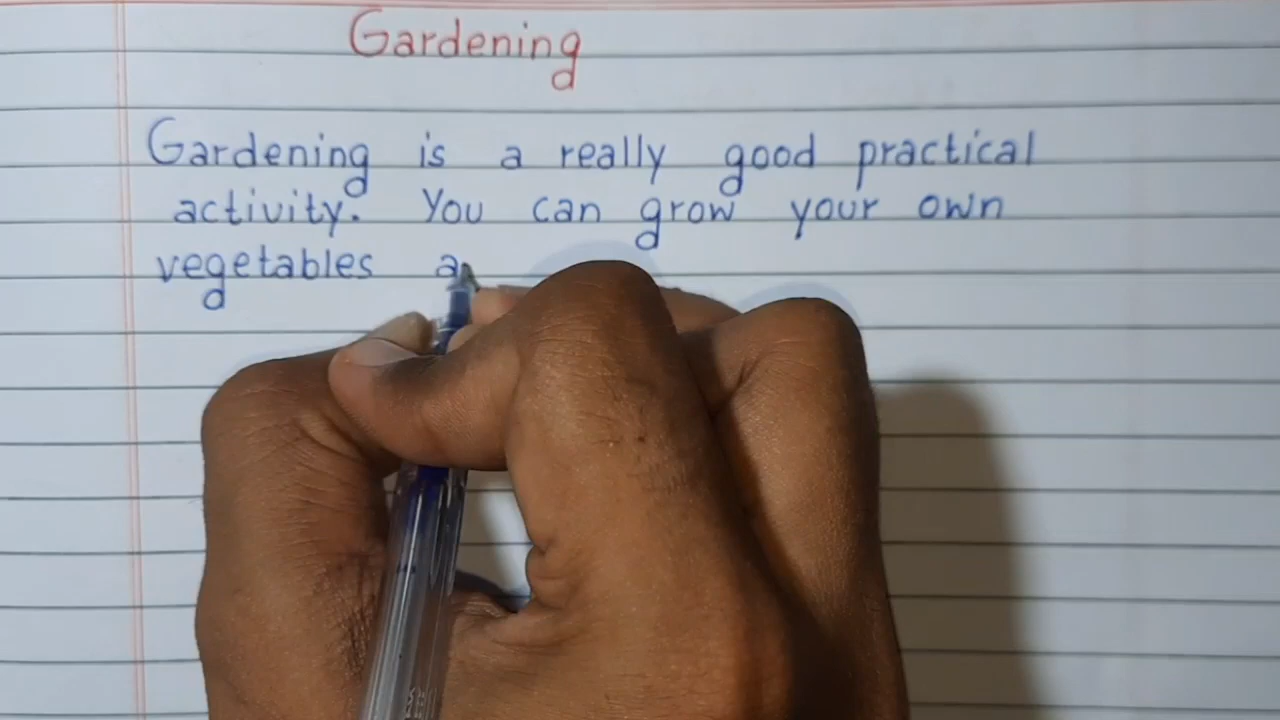 Gardening
Gardening is a really good practical
activity. You can grow your own
vegetables a